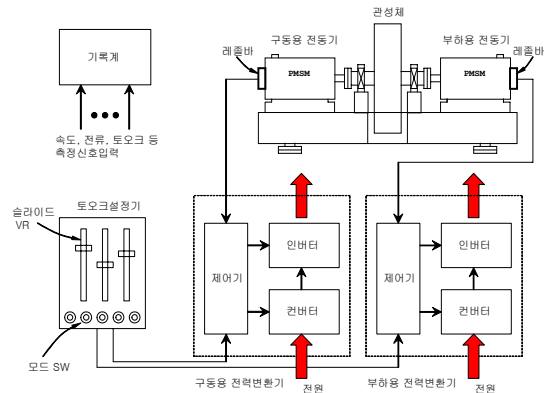 관성체
구동용 전동기
부하용 전동기
레졸바
레졸바
PMSM
PMSM
기록계
속도, 전류, 토오크 등
측정신호입력
토오크설정기
슬라이드
VR
모드 SW
제어기
인버터
컨버터
제어기
인버터
컨버터
구동용 전력변환기
전원
부하용 전력변환기
전원